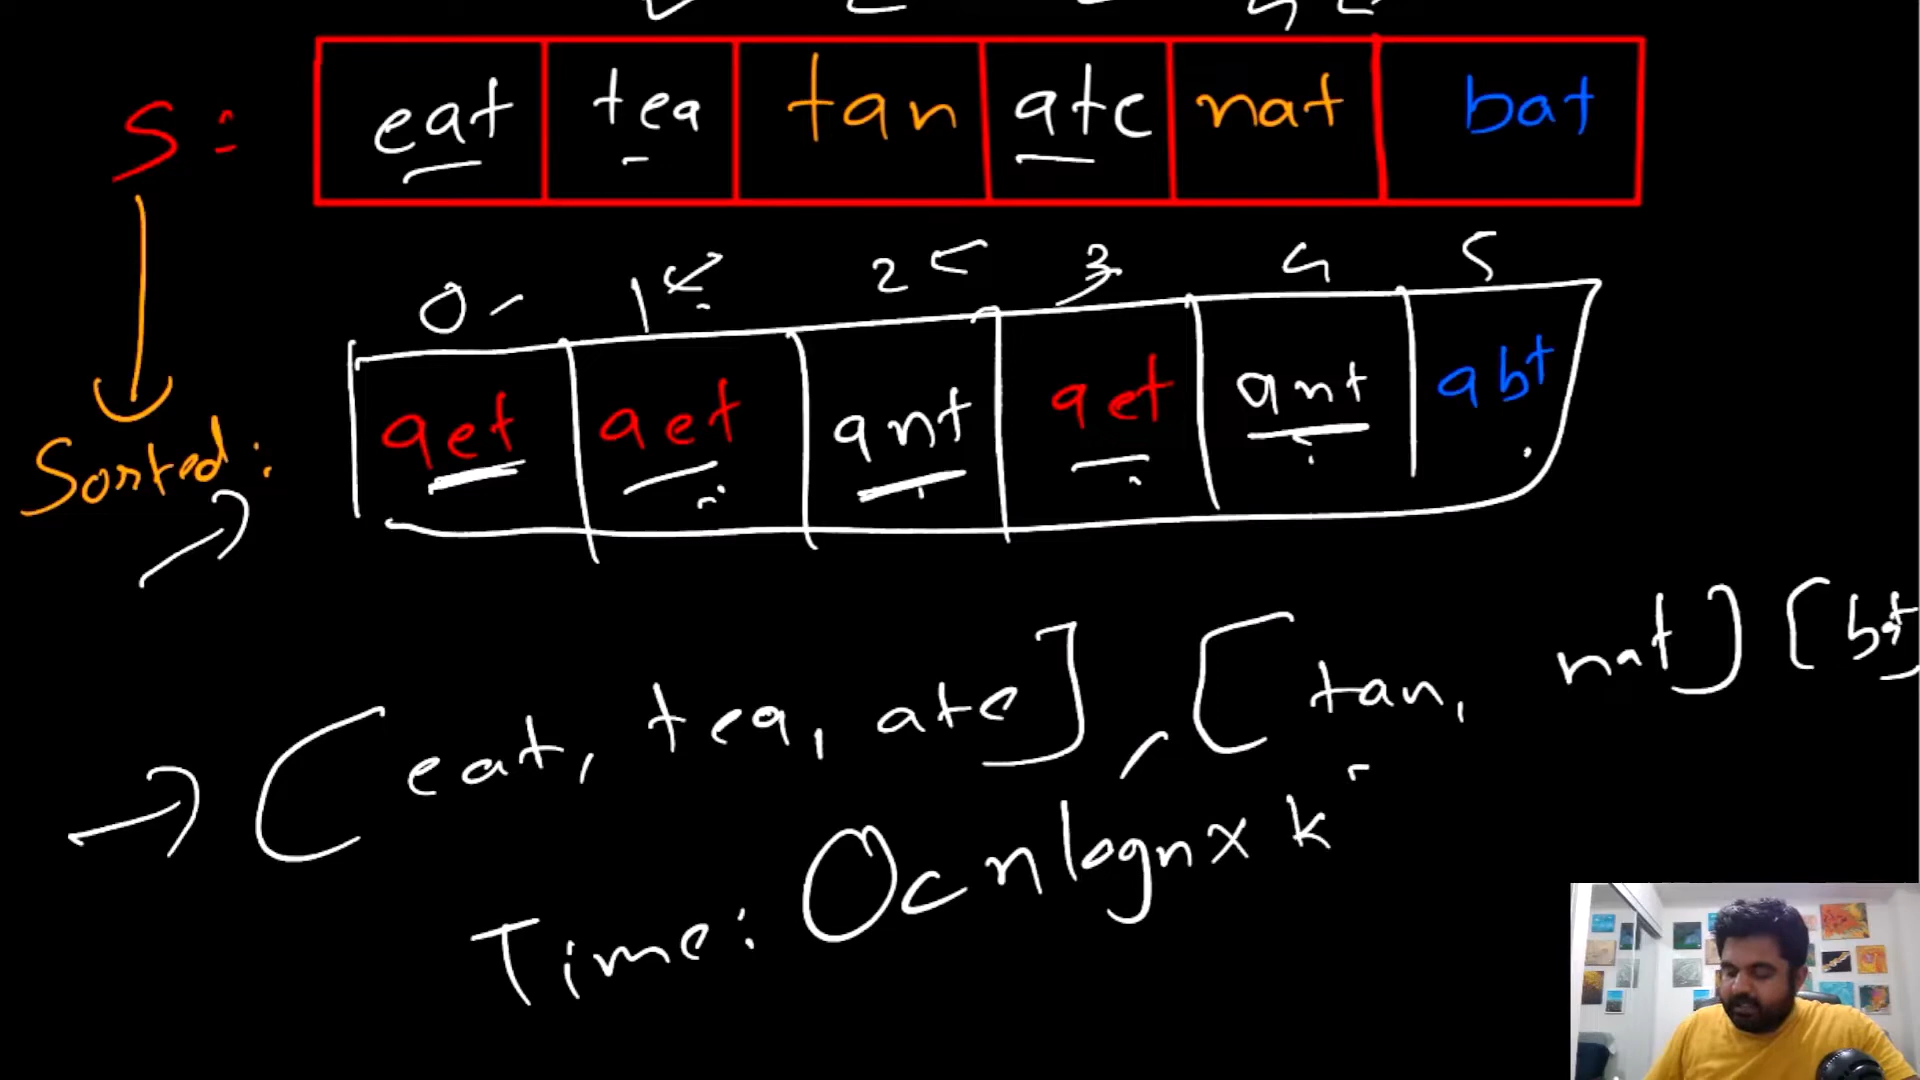 S: eat tea tan ate nat bat
0 1 2 3 4 5
Sorted: aet aet ant aet ant abt
[eat, tea, ate], [tan, nat] [bat]
Time: O(nlogn x k